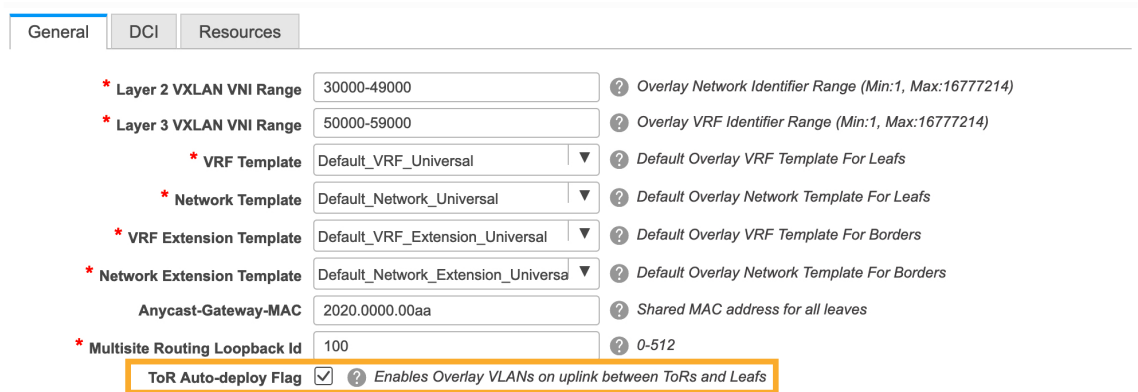 General DCI Resources
* Layer 2 VXLAN VNI Range 30000-49000 ? Overlay Network Identifier Range (Min:1, Max:16777214)
* Layer 3 VXLAN VNI Range 50000-59000 ? Overlay VRF Identifier Range (Min:1, Max:16777214)
* VRF Template Default_VRF_Universal ? Default Overlay VRF Template For Leafs
* Network Template Default_Network_Universal ? Default Overlay Network Template For Leafs
* VRF Extension Template Default_VRF_Extension_Universal ? Default Overlay VRF Template For Borders
* Network Extension Template Default_Network_Extension_Universa ? Default Overlay Network Template For Borders
Anycast-Gateway-MAC 2020.0000.00aa ? Shared MAC address for all leaves
* Multisite Routing Loopback Id 100 ? 0-512
ToR Auto-deploy Flag ? Enables Overlay VLANs on uplink between ToRs and Leafs